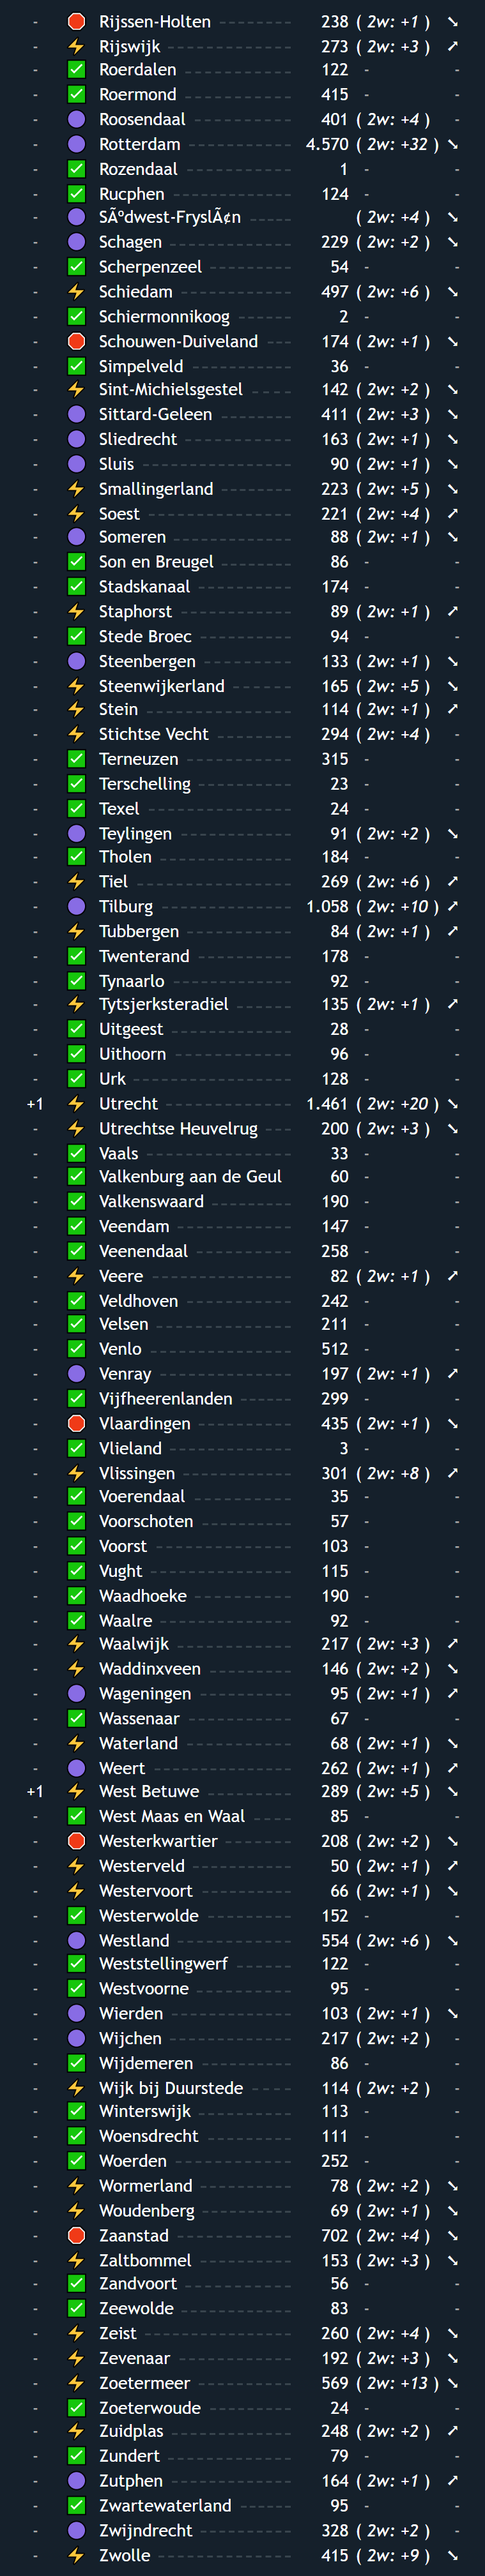 - Rijssen-Holten 238 ( 2w: +1 ) ➘
- Rijswijk 273 ( 2w: +3 ) ➚
- Roerdalen 122 - -
- Roermond 415 - -
- Roosendaal 401 ( 2w: +4 ) -
- Rotterdam 4.570 ( 2w: +32 ) ➘
- Rozendaal 1 - -
- Rucphen 124 - -
- SÃºdwest-FryslÃ¢n ( 2w: +4 ) ➘
- Schagen 229 ( 2w: +2 ) ➘
- Scherpenzeel 54 - -
- Schiedam 497 ( 2w: +6 ) ➘
- Schiermonnikoog 2 - -
- Schouwen-Duiveland 174 ( 2w: +1 ) ➘
- Simpelveld 36 - -
- Sint-Michielsgestel 142 ( 2w: +2 ) ➘
- Sittard-Geleen 411 ( 2w: +3 ) ➘
- Sliedrecht 163 ( 2w: +1 ) ➘
- Sluis 90 ( 2w: +1 ) ➘
- Smallingerland 223 ( 2w: +5 ) ➘
- Soest 221 ( 2w: +4 ) ➚
- Someren 88 ( 2w: +1 ) ➘
- Son en Breugel 86 - -
- Stadskanaal 174 - -
- Staphorst 89 ( 2w: +1 ) ➚
- Stede Broec 94 - -
- Steenbergen 133 ( 2w: +1 ) ➘
- Steenwijkerland 165 ( 2w: +5 ) ➘
- Stein 114 ( 2w: +1 ) ➚
- Stichtse Vecht 294 ( 2w: +4 ) -
- Terneuzen 315 - -
- Terschelling 23 - -
- Texel 24 - -
- Teylingen 91 ( 2w: +2 ) ➘
- Tholen 184 - -
- Tiel 269 ( 2w: +6 ) ➚
- Tilburg 1.058 ( 2w: +10 ) ➚
- Tubbergen 84 ( 2w: +1 ) ➚
- Twenterand 178 - -
- Tynaarlo 92 - -
- Tytsjerksteradiel 135 ( 2w: +1 ) ➚
- Uitgeest 28 - -
- Uithoorn 96 - -
- Urk 128 - -
+1 Utrecht 1.461 ( 2w: +20 ) ➘
- Utrechtse Heuvelrug 200 ( 2w: +3 ) ➘
- Vaals 33 - -
- Valkenburg aan de Geul 60 - -
- Valkenswaard 190 - -
- Veendam 147 - -
- Veenendaal 258 - -
- Veere 82 ( 2w: +1 ) ➚
- Veldhoven 242 - -
- Velsen 211 - -
- Venlo 512 - -
- Venray 197 ( 2w: +1 ) ➚
- Vijfheerenlanden 299 - -
- Vlaardingen 435 ( 2w: +1 ) ➘
- Vlieland 3 - -
- Vlissingen 301 ( 2w: +8 ) ➚
- Voerendaal 35 - -
- Voorschoten 57 - -
- Voorst 103 - -
- Vught 115 - -
- Waadhoeke 190 - -
- Waalre 92 - -
- Waalwijk 217 ( 2w: +3 ) ➚
- Waddinxveen 146 ( 2w: +2 ) ➘
- Wageningen 95 ( 2w: +1 ) ➚
- Wassenaar 67 - -
- Waterland 68 ( 2w: +1 ) ➘
- Weert 262 ( 2w: +1 ) ➚
+1 West Betuwe 289 ( 2w: +5 ) ➘
- West Maas en Waal 85 - -
- Westerkwartier 208 ( 2w: +2 ) ➘
- Westerveld 50 ( 2w: +1 ) ➚
- Westervoort 66 ( 2w: +1 ) ➘
- Westerwolde 152 - -
- Westland 554 ( 2w: +6 ) ➘
- Weststellingwerf 122 - -
- Westvoorne 95 - -
- Wierden 103 ( 2w: +1 ) ➘
- Wijchen 217 ( 2w: +2 ) -
- Wijdemeren 86 - -
- Wijk bij Duurstede 114 ( 2w: +2 ) -
- Winterswijk 113 - -
- Woensdrecht 111 - -
- Woerden 252 - -
- Wormerland 78 ( 2w: +2 ) ➘
- Woudenberg 69 ( 2w: +1 ) ➘
- Zaanstad 702 ( 2w: +4 ) ➘
- Zaltbommel 153 ( 2w: +3 ) ➘
- Zandvoort 56 - -
- Zeewolde 83 - -
- Zeist 260 ( 2w: +4 ) ➘
- Zevenaar 192 ( 2w: +3 ) ➘
- Zoetermeer 569 ( 2w: +13 ) ➘
- Zoeterwoude 24 - -
- Zuidplas 248 ( 2w: +2 ) ➚
- Zundert 79 - -
- Zutphen 164 ( 2w: +1 ) ➚
- Zwartewaterland 95 - -
- Zwijndrecht 328 ( 2w: +2 ) -
- Zwolle 415 ( 2w: +9 ) ➘